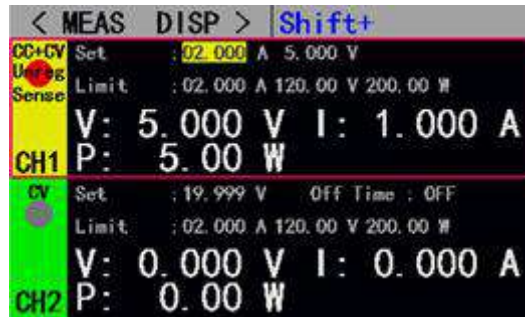 < MEAS DISP > Shift+
CC+CV Set :02.000 A 5.000 V
Unreg
Sense Limit :02.000 A 120.00 V 200.00 W
V: 5.000 V I: 1.000 A
CH1 P: 5.00 W
CV Set :19.999 V Off Time : OFF
Limit :02.000 A 120.00 V 200.00 W
V: 0.000 V I: 0.000 A
CH2 P: 0.00 W